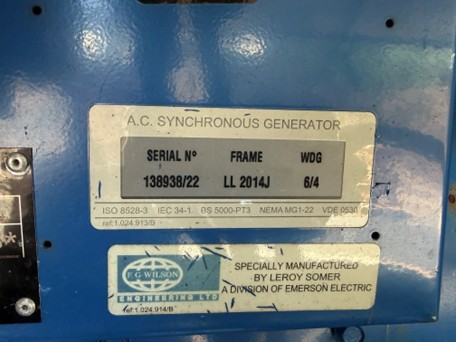 A.C. SYNCHRONOUS GENERATOR
SERIAL Nº FRAME WDG
138938/22 LL 2014J 6/4
ISO 8528-3 IEC 34-1 BS 5000-PT3 NEMA MG1-22 VDE 0530
ref:1.024.913/B
F G WILSON
ENGINEERING LTD
SPECIALLY MANUFACTURED
BY LEROY SOMER
A DIVISION OF EMERSON ELECTRIC
ref:1.024.914/B